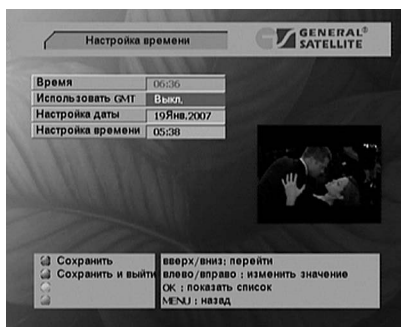 Настройка времени
GENERAL®
SATELLITE
Время 06:36
Использовать GMT Выкл.
Настройка даты 19Янв.2007
Настройка времени 05:38
Сохранить
Сохранить и выйти
вверх/вниз: перейти
влево/вправо : изменить значение
OK : показать список
MENU : назад